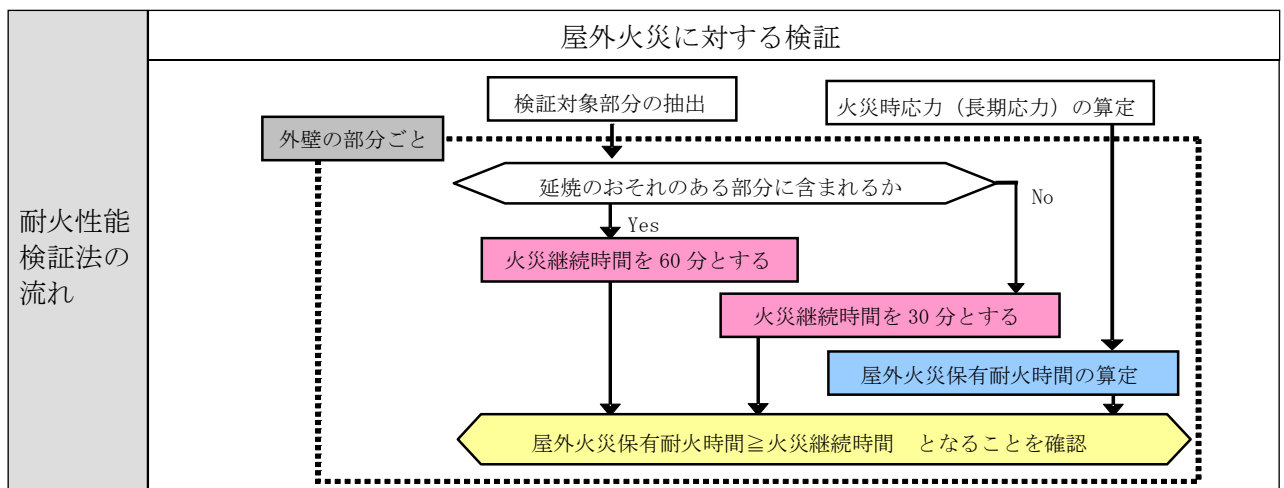 屋外火災に対する検証
耐火性能
検証法の
流れ
検証対象部分の抽出
火災時応力（長期応力）の算定
外壁の部分ごと
延焼のおそれのある部分に含まれるか
No
Yes
火災継続時間を 60 分とする
火災継続時間を 30 分とする
屋外火災保有耐火時間の算定
屋外火災保有耐火時間≧火災継続時間　となることを確認